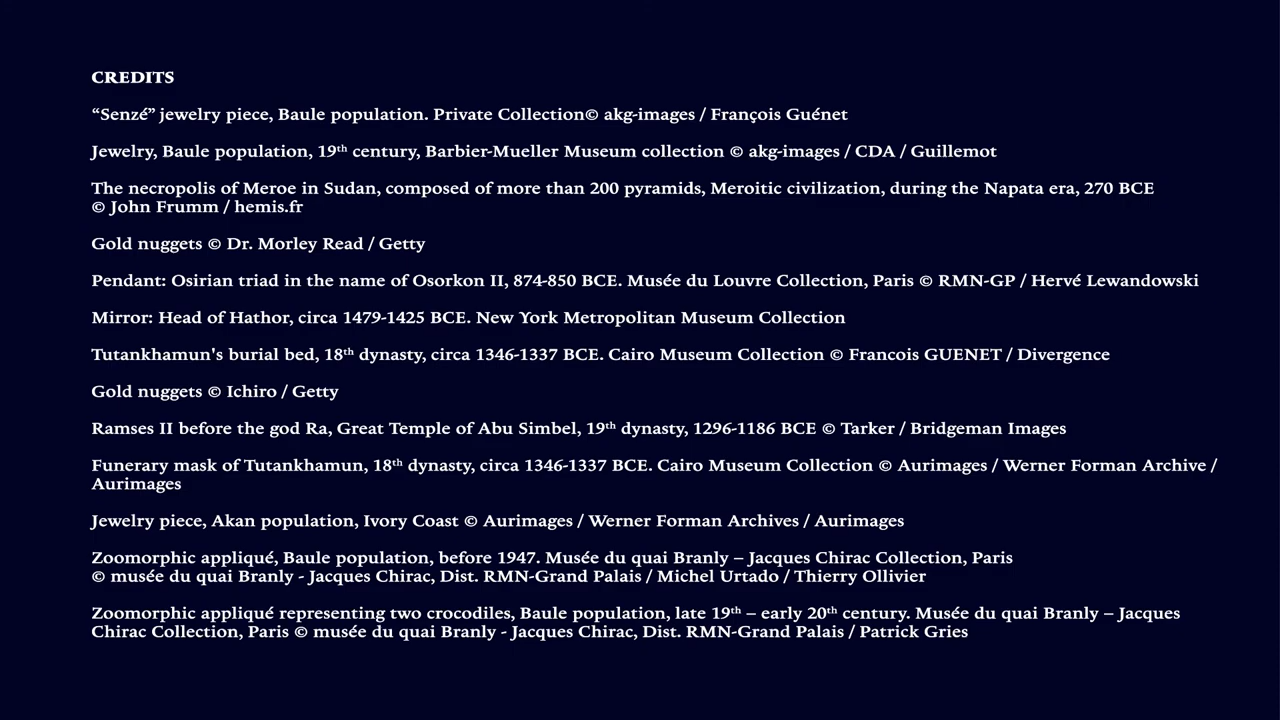 CREDITS
“Senzé” jewelry piece, Baule population. Private Collection© akg-images / François Guénet
Jewelry, Baule population, 19th century, Barbier-Mueller Museum collection © akg-images / CDA / Guillemot
The necropolis of Meroe in Sudan, composed of more than 200 pyramids, Meroitic civilization, during the Napata era, 270 BCE
© John Frumm / hemis.fr
Gold nuggets © Dr. Morley Read / Getty
Pendant: Osirian triad in the name of Osorkon II, 874-850 BCE. Musée du Louvre Collection, Paris © RMN-GP / Hervé Lewandowski
Mirror: Head of Hathor, circa 1479-1425 BCE. New York Metropolitan Museum Collection
Tutankhamun's burial bed, 18th dynasty, circa 1346-1337 BCE. Cairo Museum Collection © Francois GUENET / Divergence
Gold nuggets © Ichiro / Getty
Ramses II before the god Ra, Great Temple of Abu Simbel, 19th dynasty, 1296-1186 BCE © Tarker / Bridgeman Images
Funerary mask of Tutankhamun, 18th dynasty, circa 1346-1337 BCE. Cairo Museum Collection © Aurimages / Werner Forman Archive /
Aurimages
Jewelry piece, Akan population, Ivory Coast © Aurimages / Werner Forman Archives / Aurimages
Zoomorphic appliqué, Baule population, before 1947. Musée du quai Branly – Jacques Chirac Collection, Paris
© musée du quai Branly - Jacques Chirac, Dist. RMN-Grand Palais / Michel Urtado / Thierry Ollivier
Zoomorphic appliqué representing two crocodiles, Baule population, late 19th – early 20th century. Musée du quai Branly – Jacques
Chirac Collection, Paris © musée du quai Branly - Jacques Chirac, Dist. RMN-Grand Palais / Patrick Gries